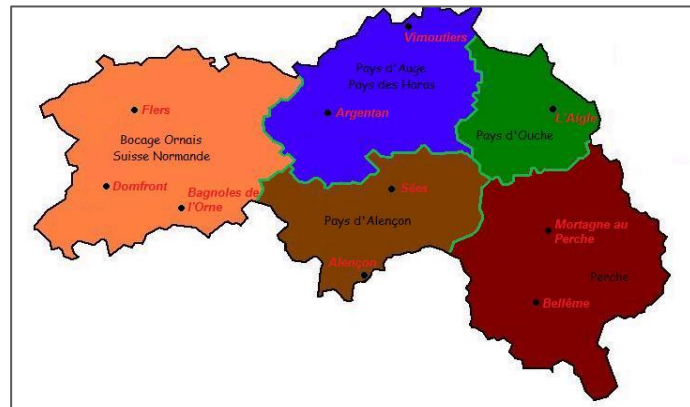 Vimoutiers
Pays d'Auge
Pays des Haras
Flers
Argentan
L'Aigle
Bocage Ornais
Suisse Normande
Pays d'Ouche
Domfront
Bagnoles de
l'Orne
Sées
Pays d'Alençon
Mortagne au
Perche
Alençon
Perche
Bellême